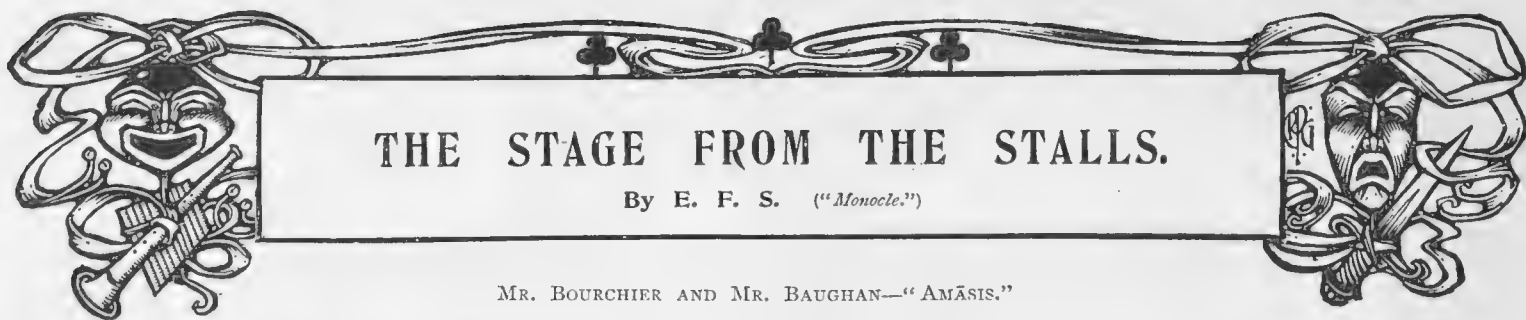 THE STAGE FROM THE STALLS.
By E. F. S. ("Monocle.")
MR. BOURCHIER AND MR. BAUGHAN—"AMĀSIS."